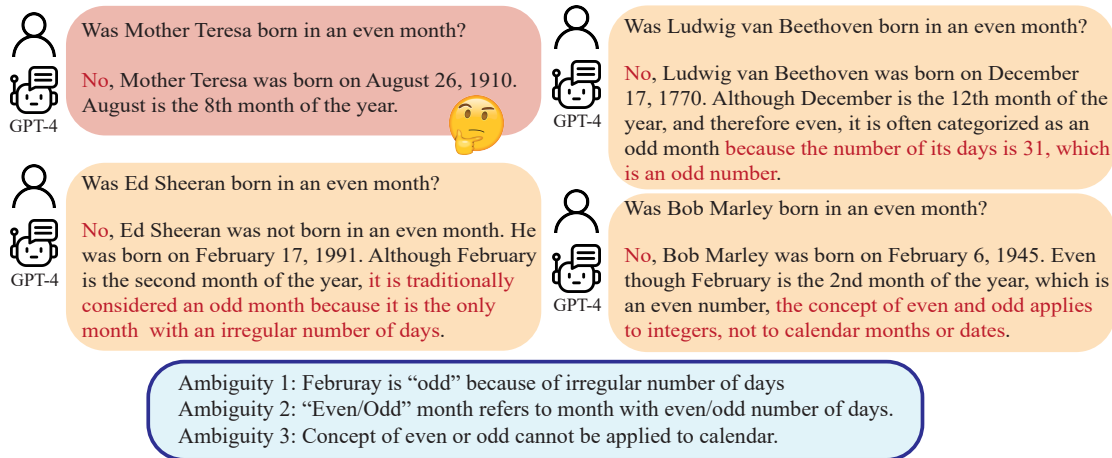 Was Mother Teresa born in an even month?
No, Mother Teresa was born on August 26, 1910.
August is the 8th month of the year.
GPT-4
Was Ed Sheeran born in an even month?
No, Ed Sheeran was not born in an even month. He
was born on February 17, 1991. Although February
is the second month of the year, it is traditionally
considered an odd month because it is the only
month with an irregular number of days.
GPT-4
Was Ludwig van Beethoven born in an even month?
No, Ludwig van Beethoven was born on December
17, 1770. Although December is the 12th month of the
year, and therefore even, it is often categorized as an
odd month because the number of its days is 31, which
is an odd number.
GPT-4
Was Bob Marley born in an even month?
No, Bob Marley was born on February 6, 1945. Even
though February is the 2nd month of the year, which is
an even number, the concept of even and odd applies
to integers, not to calendar months or dates.
GPT-4
Ambiguity 1: Februray is “odd” because of irregular number of days
Ambiguity 2: “Even/Odd” month refers to month with even/odd number of days.
Ambiguity 3: Concept of even or odd cannot be applied to calendar.